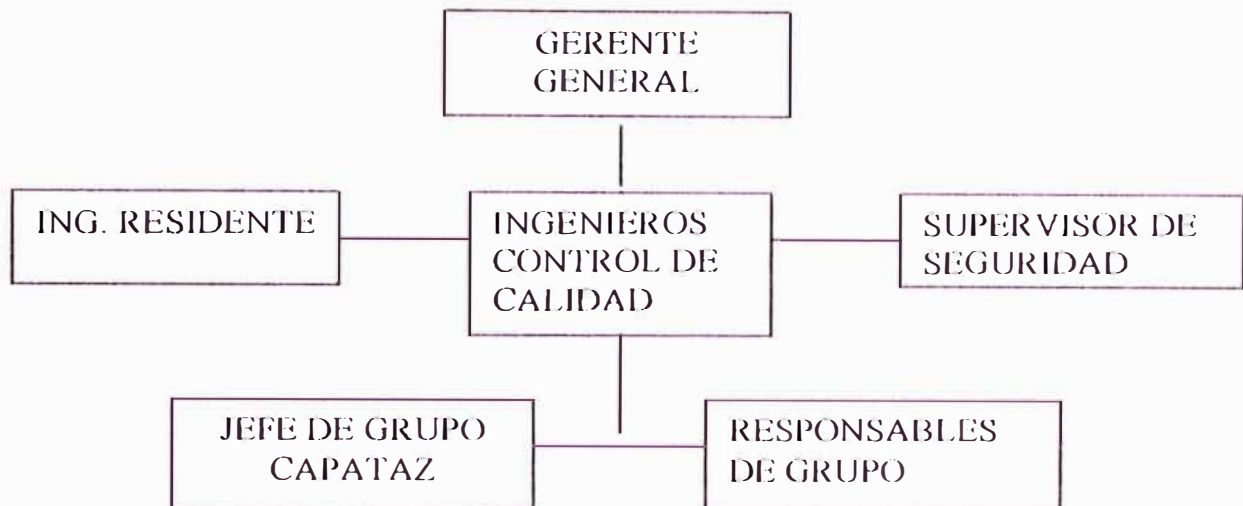 GERENTE
GENERAL
ING. RESIDENTE
INGENIEROS
CONTROL DE
CALIDAD
SUPERVISOR DE
SEGURIDAD
JEFE DE GRUPO
CAPATAZ
RESPONSABLES
DE GRUPO